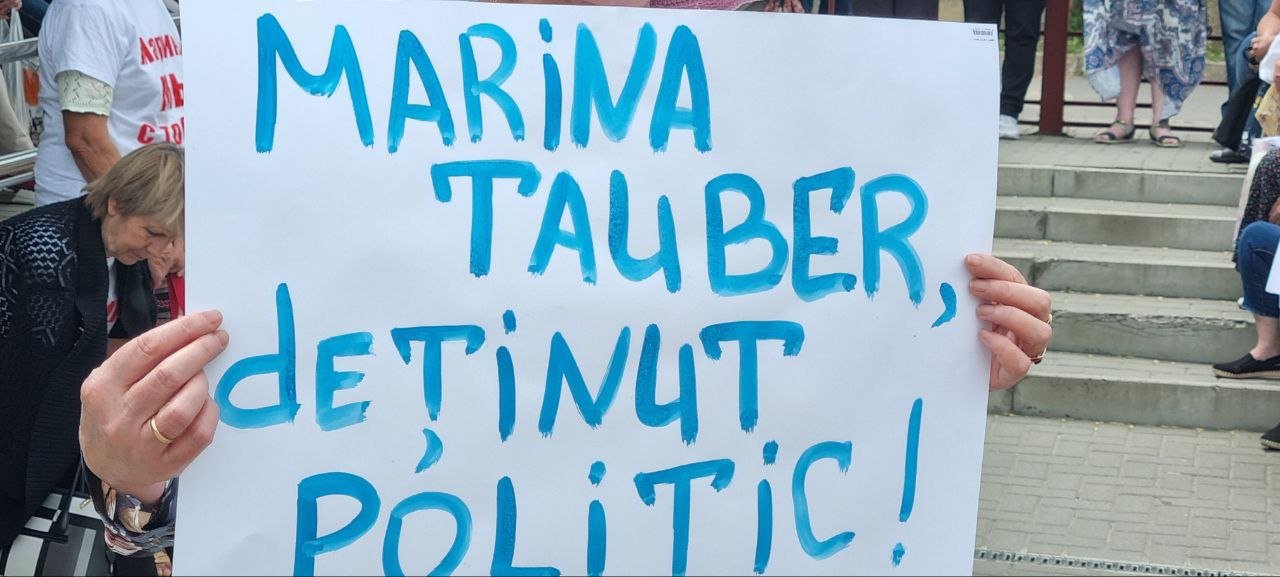 MARiNA
TAUBER,
dEȚiNUT
POLiTiC!